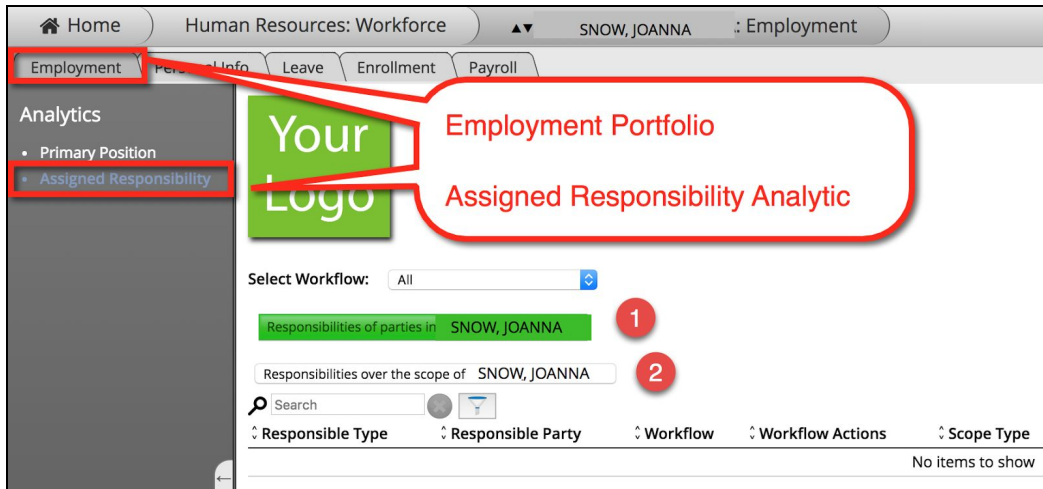 Home
Human Resources: Workforce
▲▼ SNOW, JOANNA : Employment
Employment
Info
Leave
Enrollment
Payroll
Analytics
• Primary Position
• Assigned Responsibility
Your
Logo
Employment Portfolio
Assigned Responsibility Analytic
Select Workflow: All
Responsibilities of parties in SNOW, JOANNA
1
Responsibilities over the scope of SNOW, JOANNA
2
Search
Responsible Type Responsible Party Workflow Workflow Actions Scope Type
No items to show